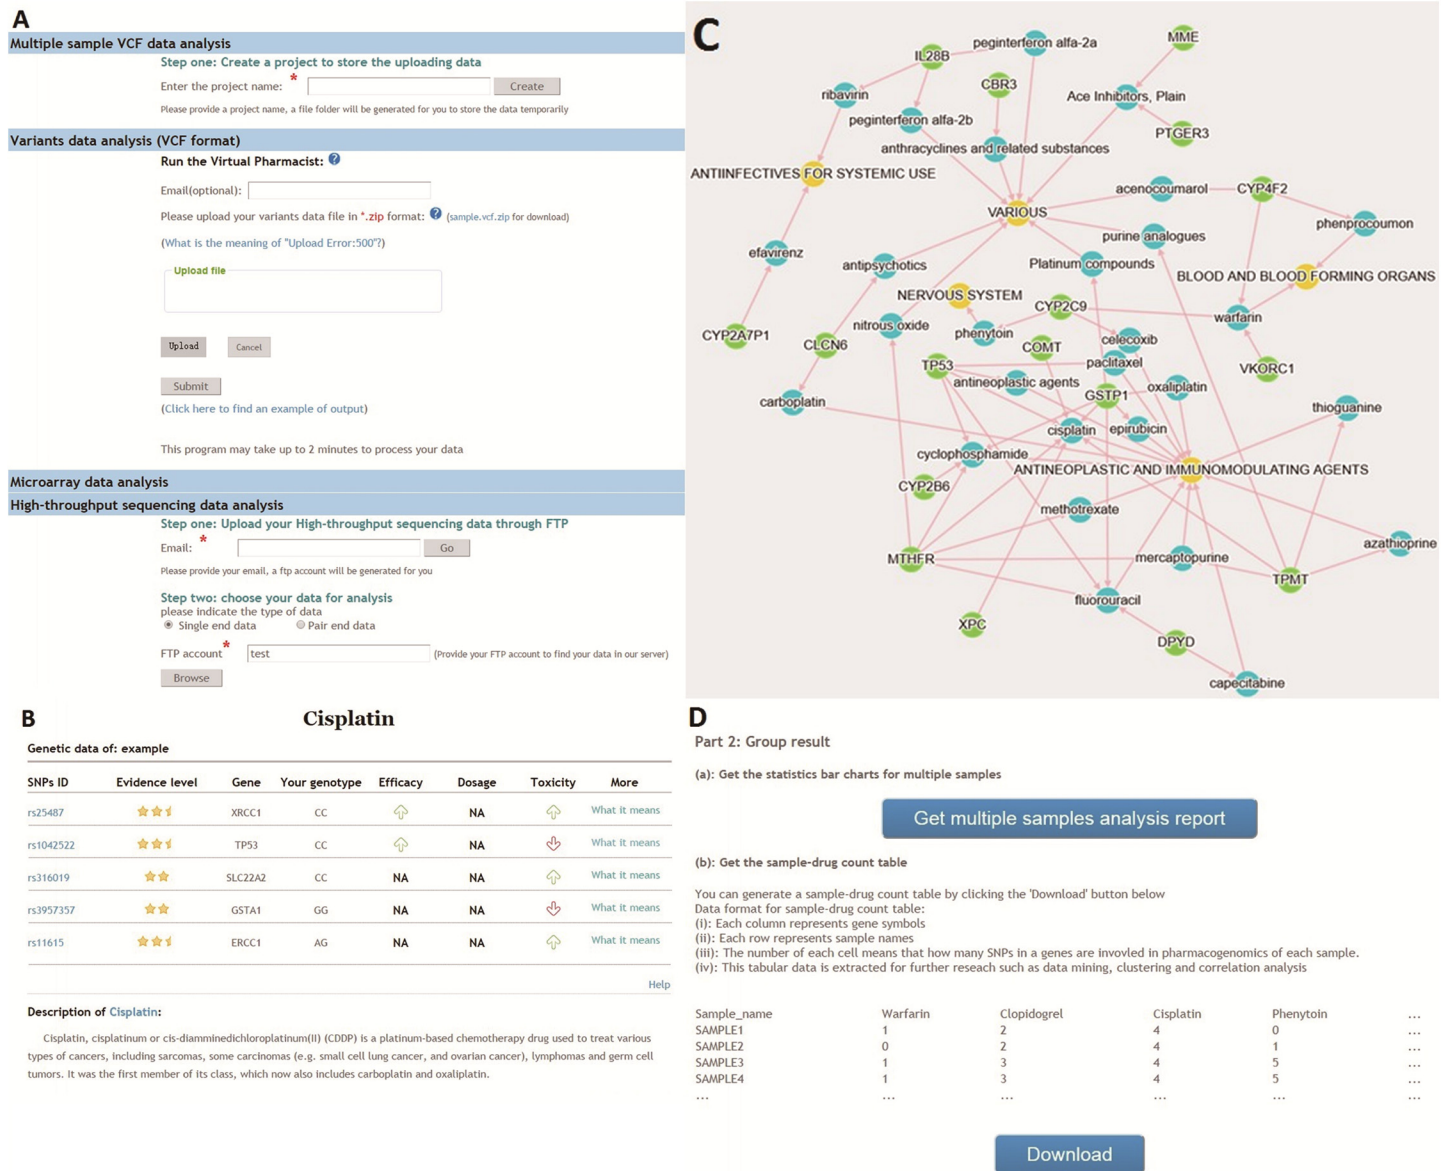 A
Multiple sample VCF data analysis
Step one: Create a project to store the uploading data
Enter the project name: * Create
Please provide a project name, a file folder will be generated for you to store the data temporarily
Variants data analysis (VCF format)
Run the Virtual Pharmacist: ?
Email(optional):
Please upload your variants data file in *.zip format: ? (sample.vcf.zip for download)
(What is the meaning of "Upload Error:500"?)
Upload file
Upload Cancel
Submit
(Click here to find an example of output)
This program may take up to 2 minutes to process your data
Microarray data analysis
High-throughput sequencing data analysis
Step one: Upload your High-throughput sequencing data through FTP
Email: * Go
Please provide your email, a ftp account will be generated for you
Step two: choose your data for analysis
please indicate the type of data
Single end data Pair end data
FTP account * test (Provide your FTP account to find your data in our server)
Browse
B
Cisplatin
Genetic data of: example
SNPs ID Evidence level Gene Your genotype Efficacy Dosage Toxicity More
rs25487 XRCC1 CC NA What it means
rs1042522 TP53 CC NA What it means
rs316019 SLC22A2 CC NA NA What it means
rs3957357 GSTA1 GG NA NA What it means
rs11615 ERCC1 AG NA NA What it means
Help
Description of Cisplatin:
Cisplatin, cisplatinum or cis-diamminedichloroplatinum(II) (CDDP) is a platinum-based chemotherapy drug used to treat various
types of cancers, including sarcomas, some carcinomas (e.g. small cell lung cancer, and ovarian cancer), lymphomas and germ cell
tumors. It was the first member of its class, which now also includes carboplatin and oxaliplatin.
C
peginterferon alfa-2a
MME
IL28B
CBR3
ribavirin
Ace Inhibitors, Plain
peginterferon alfa-2b
PTGER3
anthracyclines and related substances
ANTIINFECTIVES FOR SYSTEMIC USE
acenocoumarol
CYP4F2
VARIOUS
phenprocoumon
purine analogues
efavirenz
antipsychotics
Platinum compounds
BLOOD AND BLOOD FORMING ORGANS
NERVOUS SYSTEM
CYP2C9
warfarin
nitrous oxide
phenytoin
CYP2A7P1
CLCN6
COMT
celecoxib
TP53
paclitaxel
VKORC1
antineoplastic agents
GSTP1
oxaliplatin
carboplatin
thioguanine
cisplatin
epirubicin
cyclophosphamide
ANTINEOPLASTIC AND IMMUNOMODULATING AGENTS
CYP2B6
methotrexate
azathioprine
MTHFR
mercaptopurine
TPMT
fluorouracil
XPC
DPYD
capecitabine
D
Part 2: Group result
(a): Get the statistics bar charts for multiple samples
Get multiple samples analysis report
(b): Get the sample-drug count table
You can generate a sample-drug count table by clicking the 'Download' button below
Data format for sample-drug count table:
(i): Each column represents gene symbols
(ii): Each row represents sample names
(iii): The number of each cell means that how many SNPs in a genes are invovled in pharmacogenomics of each sample.
(iv): This tabular data is extracted for further reseach such as data mining, clustering and correlation analysis
Sample_name Warfarin Clopidogrel Cisplatin Phenytoin ...
SAMPLE1 1 2 4 0 ...
SAMPLE2 0 2 4 1 ...
SAMPLE3 1 3 4 5 ...
SAMPLE4 1 3 4 5 ...
... ... ... ... ... ...
Download